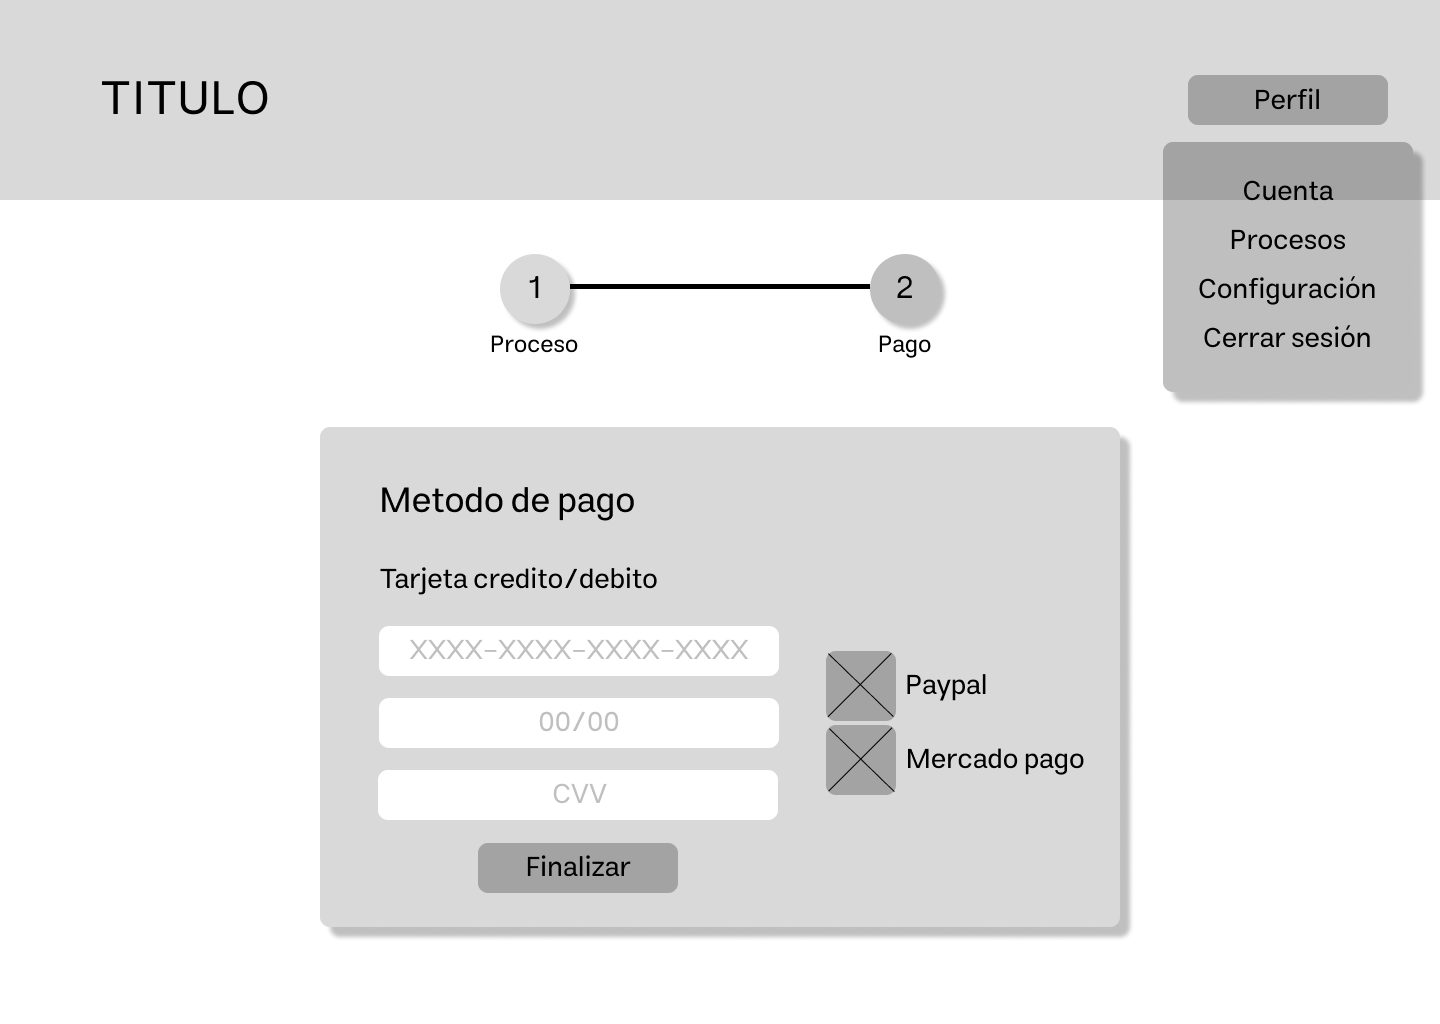 TITULO
Perfil
Cuenta
Procesos
Configuración
Cerrar sesión
1
2
Proceso
Pago
Metodo de pago
Tarjeta credito/debito
XXXX-XXXX-XXXX-XXXX
00/00
CVV
Paypal
Mercado pago
Finalizar